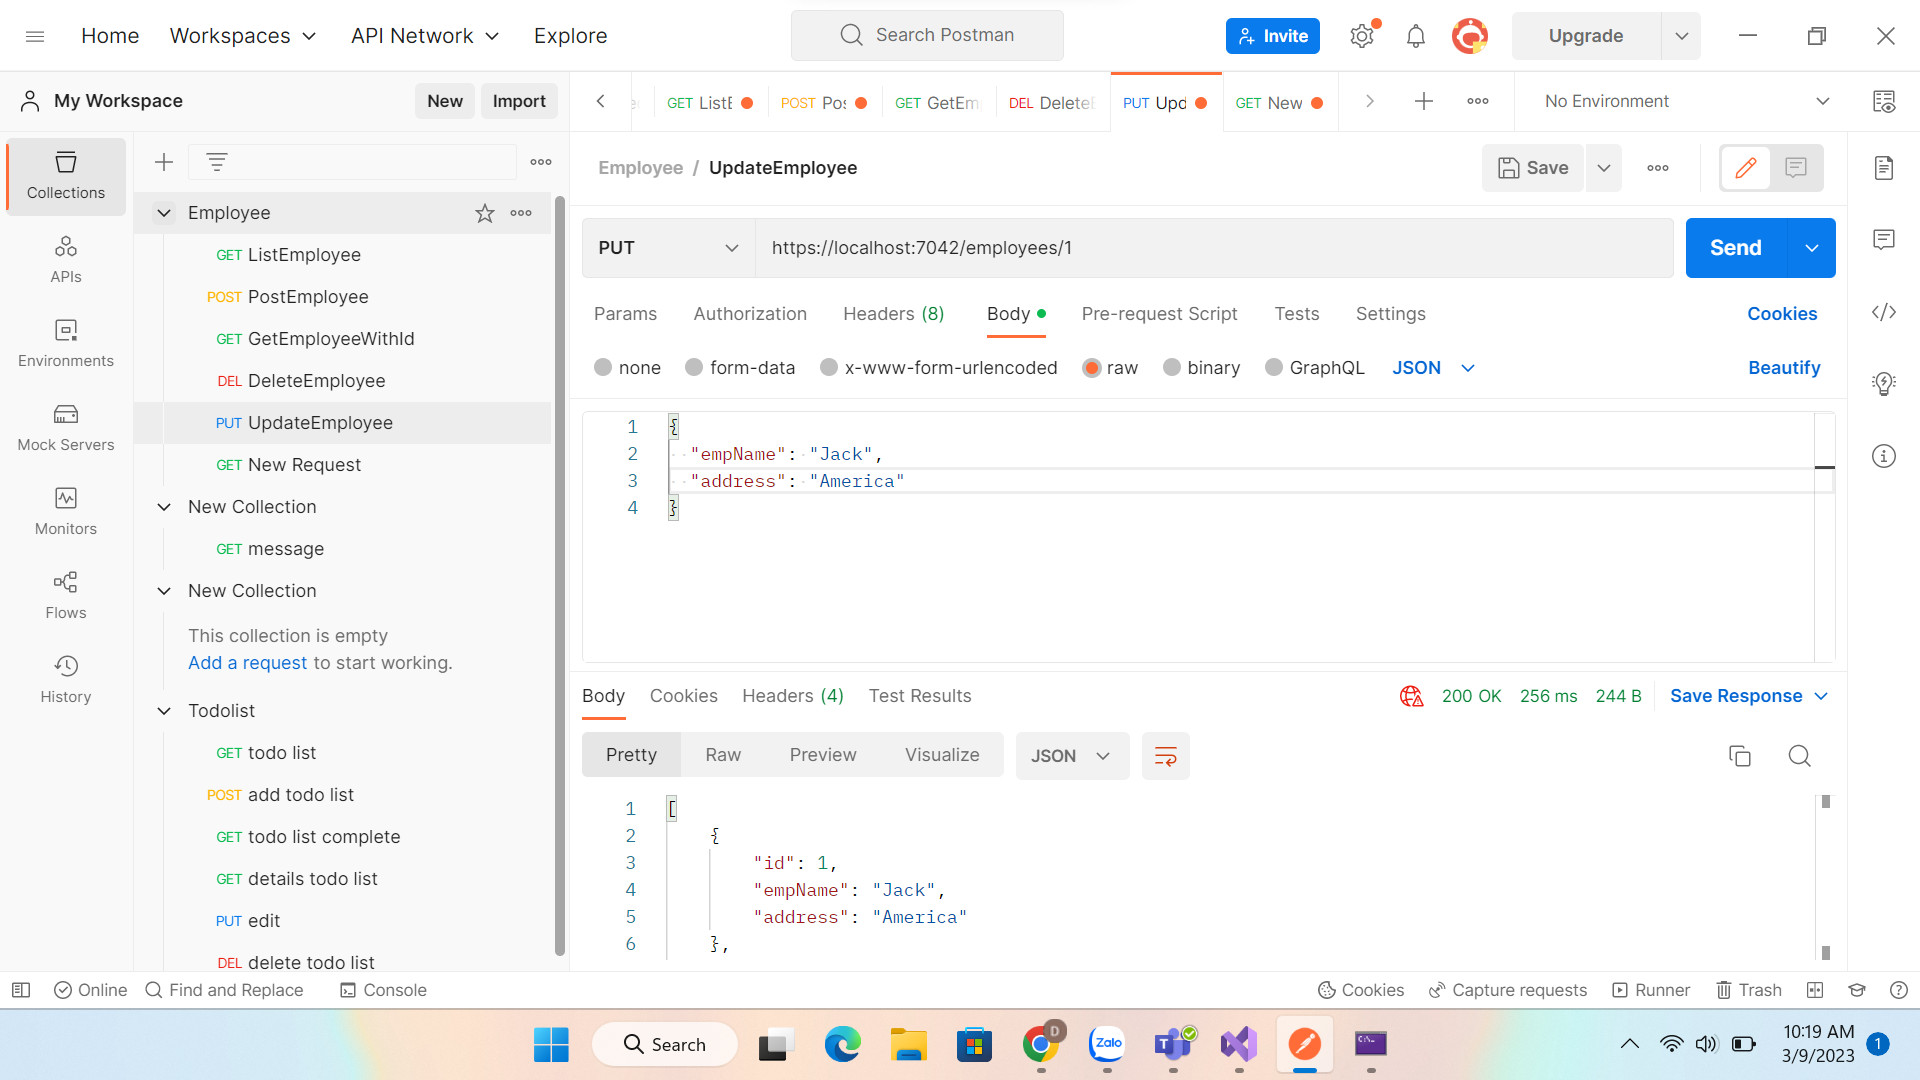 Home
Workspaces
API Network
Explore
Search Postman
Invite
Upgrade
My Workspace
New
Import
GET ListE
POST Pos
GET GetEm
DEL Delete
PUT Upd
GET New
No Environment
Collections
APIs
Environments
Mock Servers
Monitors
Flows
History
Employee
GET ListEmployee
POST PostEmployee
GET GetEmployeeWithId
DEL DeleteEmployee
PUT UpdateEmployee
GET New Request
New Collection
GET message
New Collection
This collection is empty
Add a request to start working.
Todolist
GET todo list
POST add todo list
GET todo list complete
GET details todo list
PUT edit
DEL delete todo list
Employee / UpdateEmployee
Save
PUT
https://localhost:7042/employees/1
Send
Params
Authorization
Headers (8)
Body
Pre-request Script
Tests
Settings
Cookies
none
form-data
x-www-form-urlencoded
raw
binary
GraphQL
JSON
Beautify
1 {
2 "empName": "Jack",
3 "address": "America"
4 }
Body
Cookies
Headers (4)
Test Results
200 OK
256 ms
244 B
Save Response
Pretty
Raw
Preview
Visualize
JSON
1 [
2 {
3 "id": 1,
4 "empName": "Jack",
5 "address": "America"
6 },
Online
Find and Replace
Console
Cookies
Capture requests
Runner
Trash
Search
D
Zalo
T
C:\_
10:19 AM
3/9/2023
1